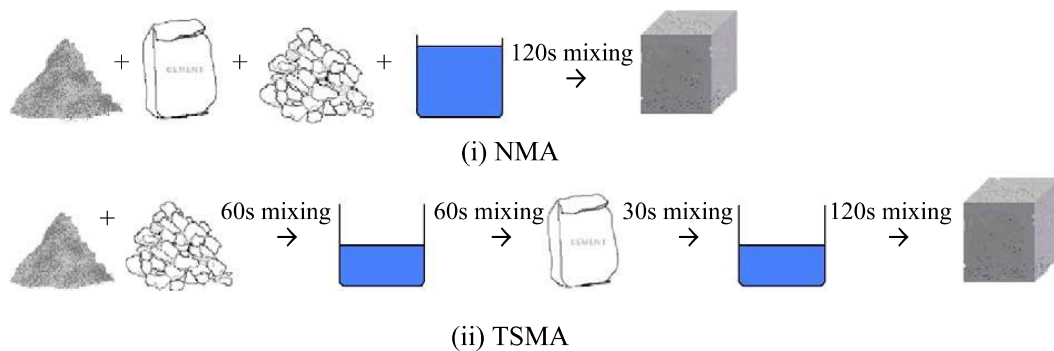 + + + 120s mixing →
CEMENT
(i) NMA
+ 60s mixing → 60s mixing → 30s mixing → 120s mixing →
CEMENT
(ii) TSMA